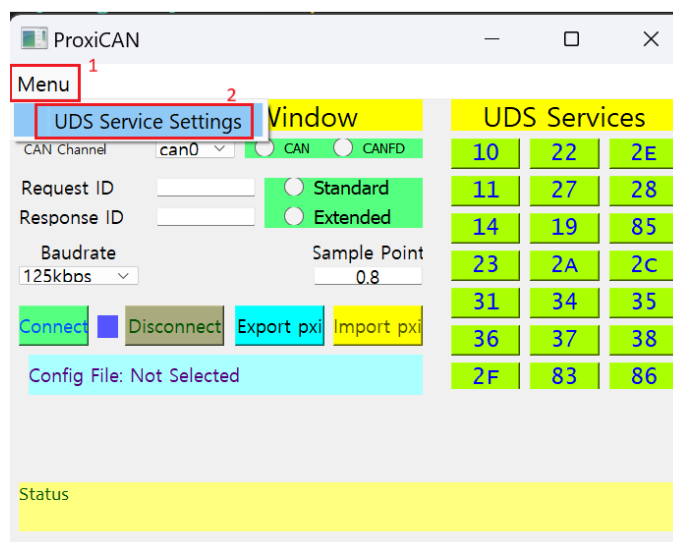 ProxiCAN
1
Menu
2
UDS Service Settings
Window
UDS Services
CAN Channel can0 CAN CANFD
10 22 2E
Request ID Standard
11 27 28
Response ID Extended
14 19 85
Baudrate Sample Point
23 2A 2C
125kbps 0.8
31 34 35
Connect Disconnect Export pxi Import pxi
36 37 38
Config File: Not Selected
2F 83 86
Status